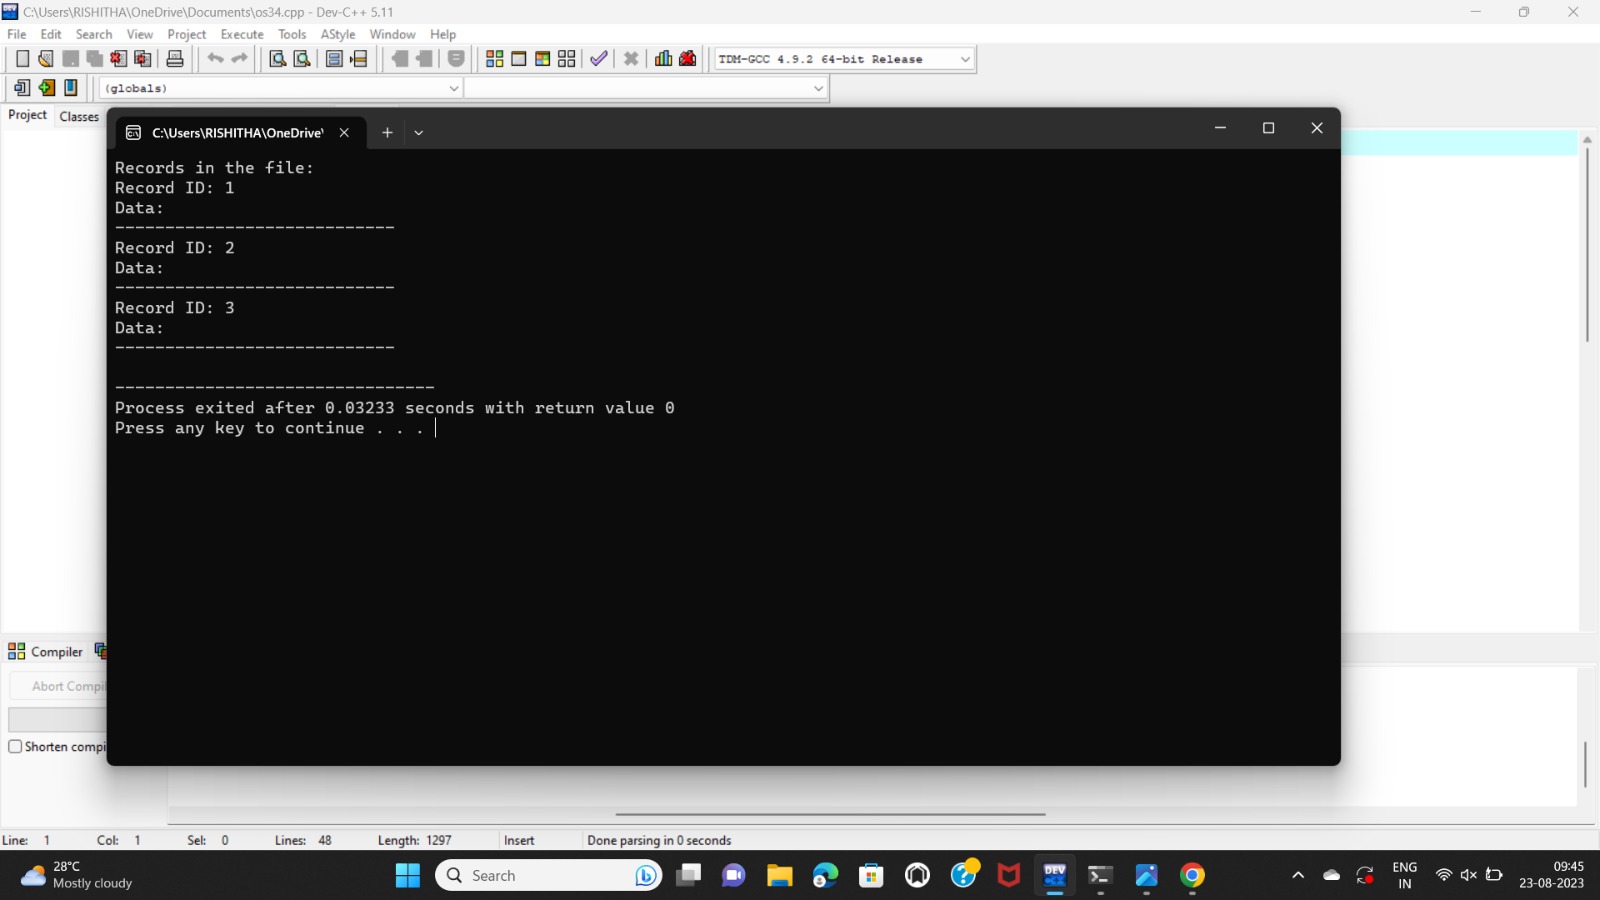 C:\Users\RISHITHA\OneDrive\Documents\os34.cpp - Dev-C++ 5.11
File Edit Search View Project Execute Tools AStyle Window Help
TDM-GCC 4.9.2 64-bit Release
(globals)
Project Classes
C:\Users\RISHITHA\OneDrive\
Records in the file:
Record ID: 1
Data:
----------------------------
Record ID: 2
Data:
----------------------------
Record ID: 3
Data:
----------------------------
--------------------------------
Process exited after 0.03233 seconds with return value 0
Press any key to continue . . .
Compiler
Abort Compil
Shorten compi
Line: 1 Col: 1 Sel: 0 Lines: 48 Length: 1297 Insert Done parsing in 0 seconds
28°C
Mostly cloudy
Search
DEV
ENG
IN
09:45
23-08-2023